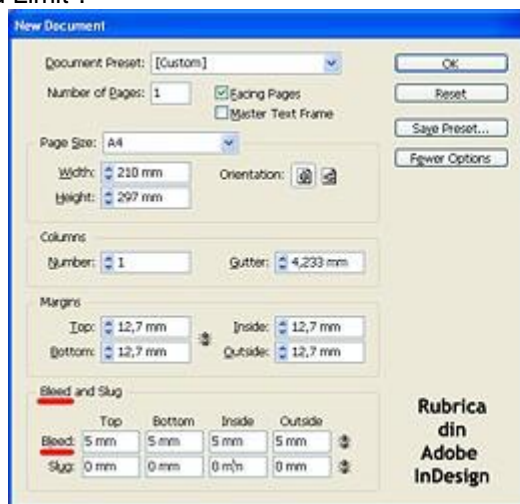 New Document
Document Preset: [Custom]
OK
Number of Pages: 1 Facing Pages
Reset
Master Text Frame
Save Preset...
Page Size: A4
Fewer Options
Width: 210 mm Orientation:
Height: 297 mm
Columns
Number: 1 Gutter: 4,233 mm
Margins
Top: 12,7 mm Inside: 12,7 mm
Bottom: 12,7 mm Outside: 12,7 mm
Bleed and Slug
Top Bottom Inside Outside
Bleed: 5 mm 5 mm 5 mm 5 mm
Slug: 0 mm 0 mm 0 mm 0 mm
Rubrica
din
Adobe
InDesign